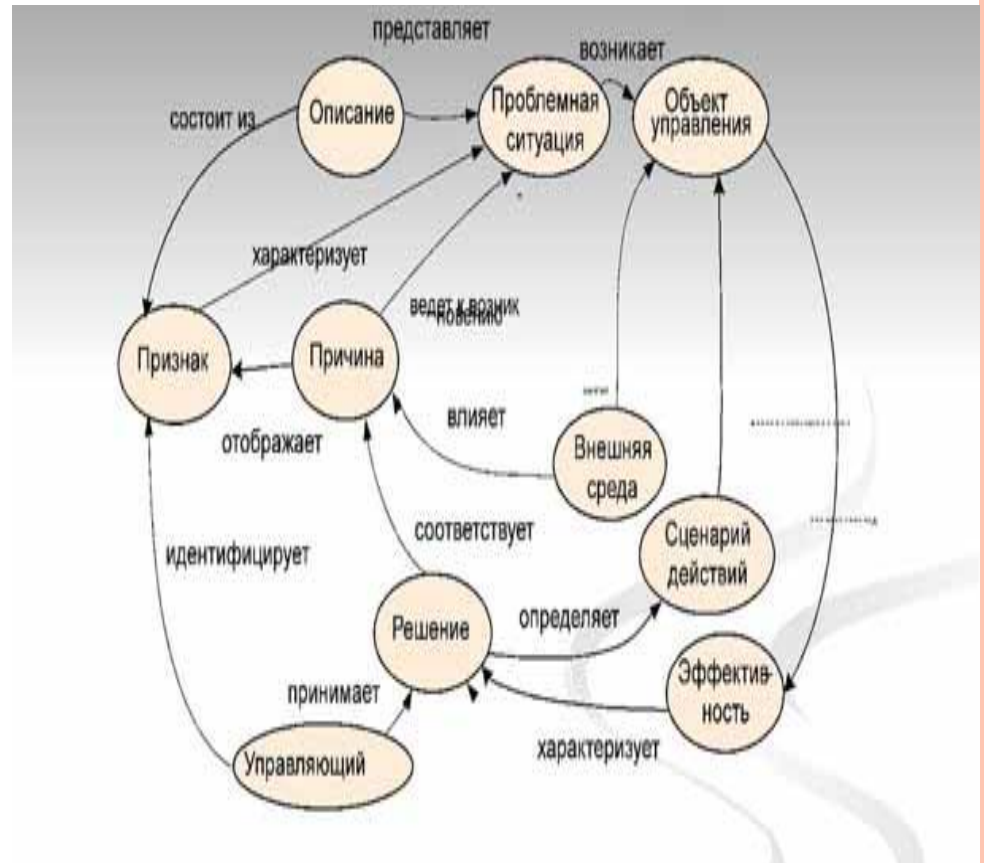 представляет
возникает
состоит из
Описание
Проблемная
ситуация
Объект
управления
характеризует
ведет к возник
новению
Признак
Причина
отображает
влияет
Внешняя
среда
соответствует
Сценарий
действий
идентифицирует
Решение
определяет
принимает
Эффектив-
ность
характеризует
Управляющий